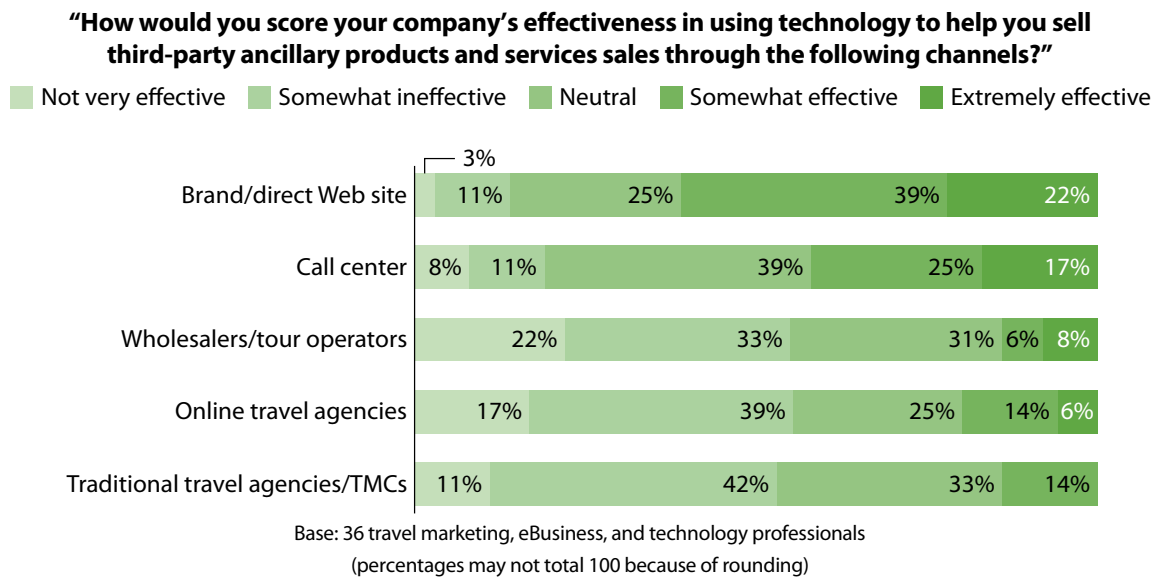 “How would you score your company’s effectiveness in using technology to help you sell
third-party ancillary products and services sales through the following channels?”
Not very effective Somewhat ineffective Neutral Somewhat effective Extremely effective
3%
Brand/direct Web site 11% 25% 39% 22%
Call center 8% 11% 39% 25% 17%
Wholesalers/tour operators 22% 33% 31% 6% 8%
Online travel agencies 17% 39% 25% 14% 6%
Traditional travel agencies/TMCs 11% 42% 33% 14%
Base: 36 travel marketing, eBusiness, and technology professionals
(percentages may not total 100 because of rounding)